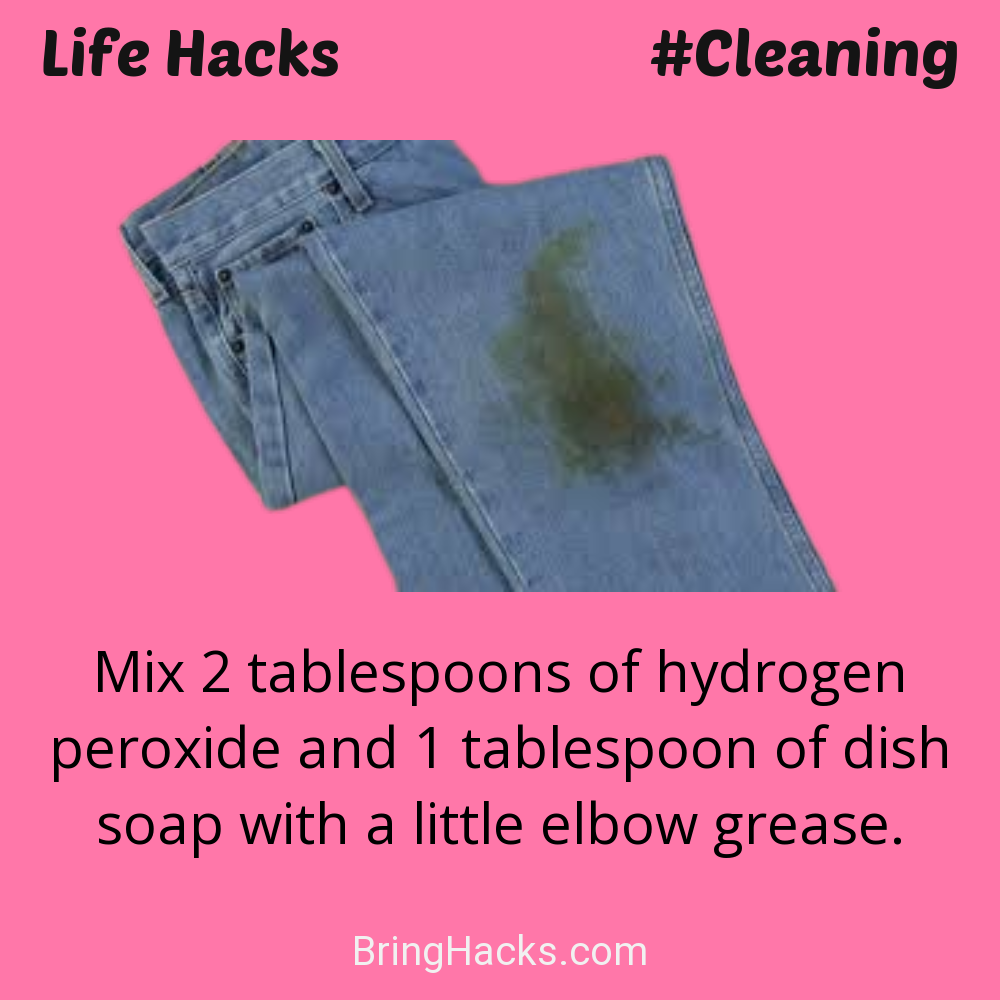 Life Hacks
#Cleaning
Mix 2 tablespoons of hydrogen
peroxide and 1 tablespoon of dish
soap with a little elbow grease.
BringHacks.com